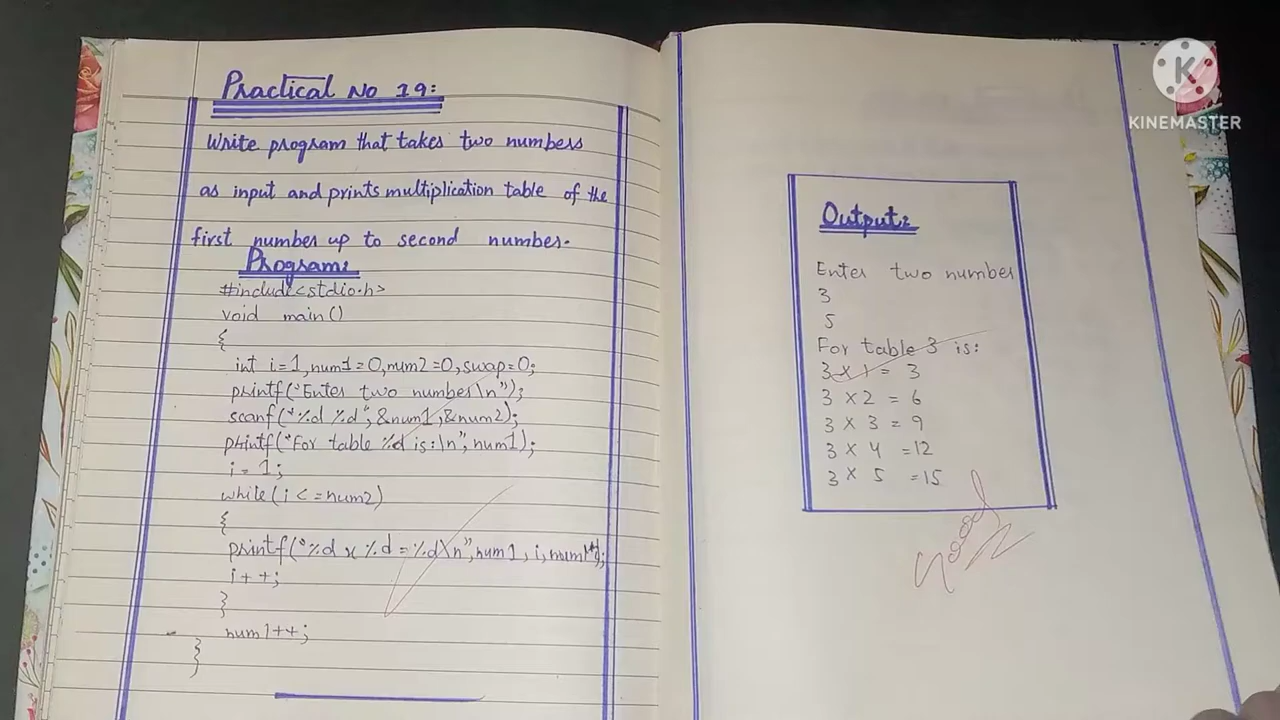 Practical No 19:
Write program that takes two numbers
as input and prints multiplication table of the
first number up to second number.
Program:
#include<stdio.h>
void main()
{
int i=1,num1=0,num2=0,swap=0;
printf("Enter two number\n");
scanf("%d %d",&num1,&num2);
printf("For table %d is:\n",num1);
i=1;
while(i<=num2)
{
printf("%d x %d = %d\n",num1, i,num1*i);
i++;
}
num1++;
}
Output:
Enter two number
3
5
For table 3 is:
3 x 1 = 3
3 x 2 = 6
3 x 3 = 9
3 x 4 = 12
3 x 5 = 15
good
K
KINEMASTER